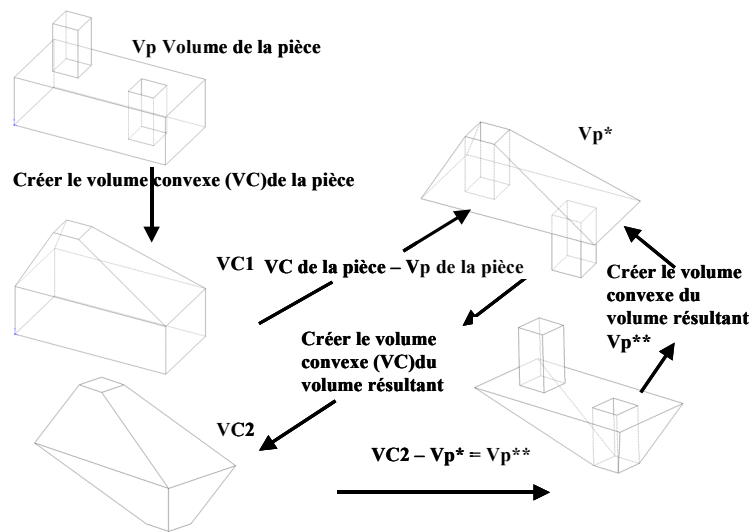 Vp Volume de la pièce
Vp*
Créer le volume convexe (VC)de la pièce
VC1
VC de la pièce – Vp de la pièce
Créer le volume
convexe du
volume résultant
Vp**
Créer le volume
convexe (VC)du
volume résultant
VC2
VC2 – Vp* = Vp**